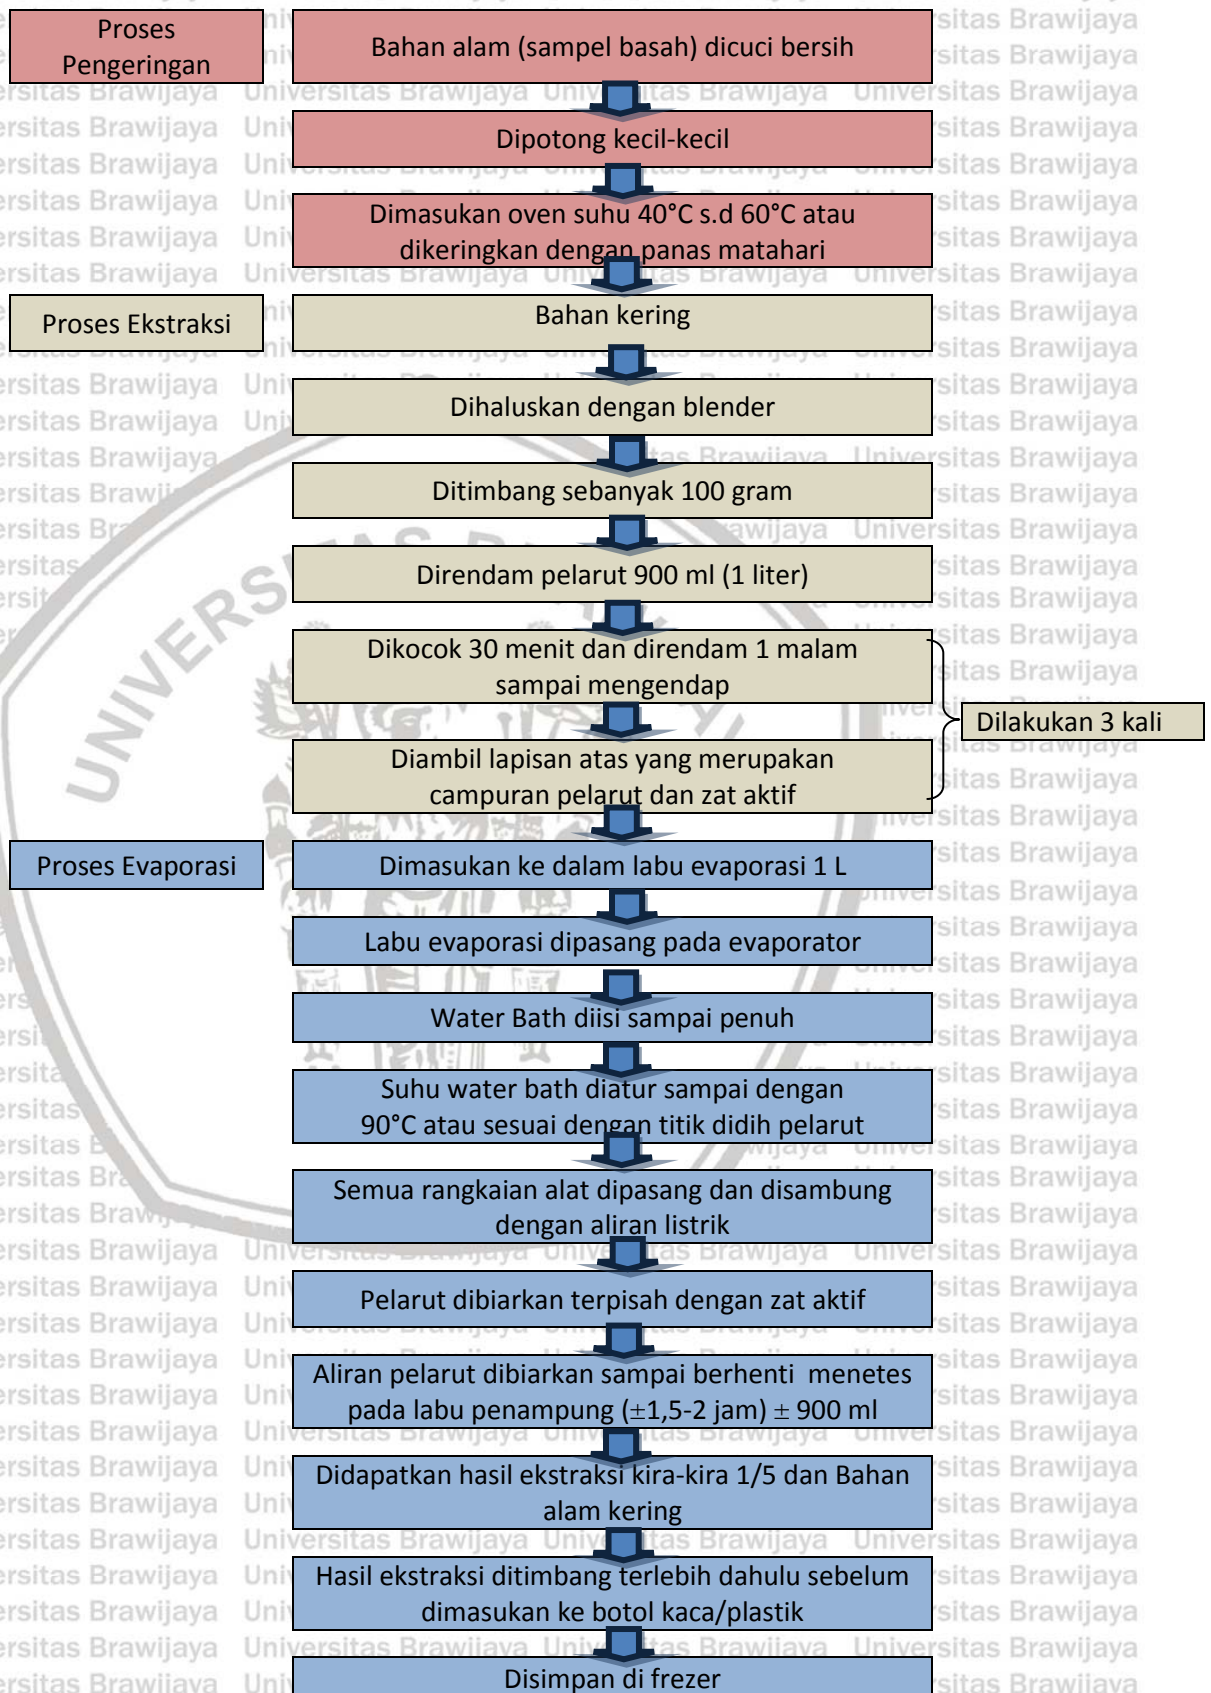 Proses
Pengeringan
Bahan alam (sampel basah) dicuci bersih
Dipotong kecil-kecil
Dimasukan oven suhu 40°C s.d 60°C atau
dikeringkan dengan panas matahari
Proses Ekstraksi
Bahan kering
Dihaluskan dengan blender
Ditimbang sebanyak 100 gram
Direndam pelarut 900 ml (1 liter)
Dikocok 30 menit dan direndam 1 malam
sampai mengendap
Dilakukan 3 kali
Diambil lapisan atas yang merupakan
campuran pelarut dan zat aktif
Proses Evaporasi
Dimasukan ke dalam labu evaporasi 1 L
Labu evaporasi dipasang pada evaporator
Water Bath diisi sampai penuh
Suhu water bath diatur sampai dengan
90°C atau sesuai dengan titik didih pelarut
Semua rangkaian alat dipasang dan disambung
dengan aliran listrik
Pelarut dibiarkan terpisah dengan zat aktif
Aliran pelarut dibiarkan sampai berhenti  menetes
pada labu penampung (±1,5-2 jam) ± 900 ml
Didapatkan hasil ekstraksi kira-kira 1/5 dan Bahan
alam kering
Hasil ekstraksi ditimbang terlebih dahulu sebelum
dimasukan ke botol kaca/plastik
Disimpan di frezer